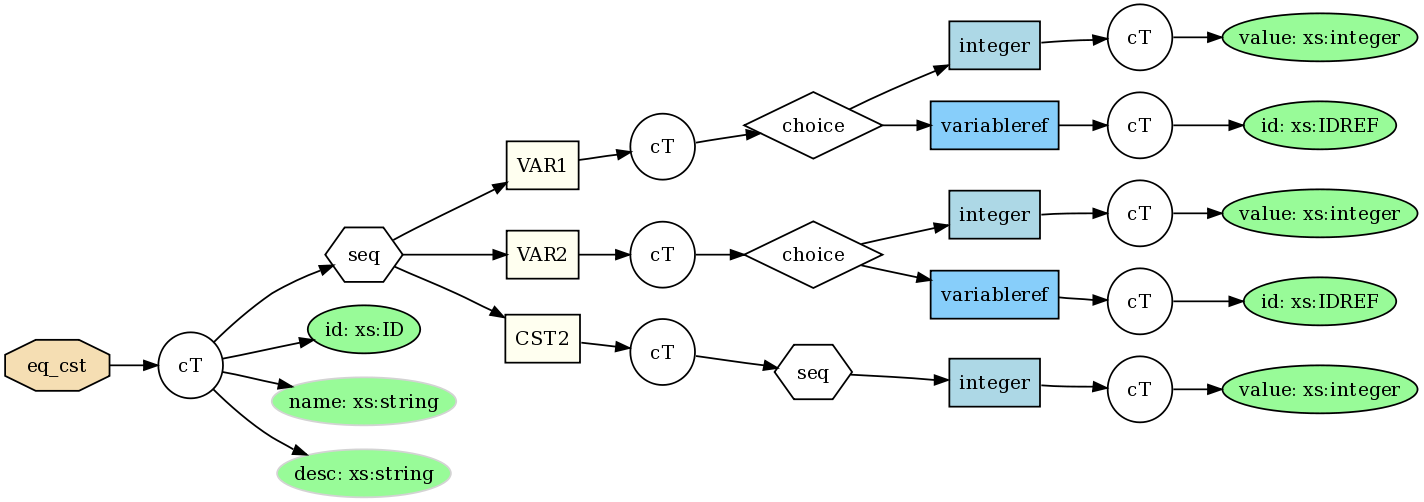 eq_cst
cT
seq
id: xs:ID
name: xs:string
desc: xs:string
VAR1
cT
choice
integer
cT
value: xs:integer
variableref
cT
id: xs:IDREF
VAR2
cT
choice
integer
cT
value: xs:integer
variableref
cT
id: xs:IDREF
CST2
cT
seq
integer
cT
value: xs:integer